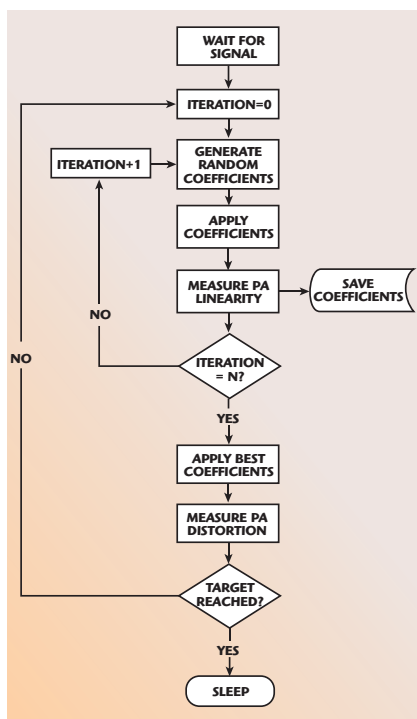 WAIT FOR
SIGNAL
ITERATION=0
ITERATION+1
GENERATE
RANDOM
COEFFICIENTS
APPLY
COEFFICIENTS
MEASURE PA
LINEARITY
SAVE
COEFFICIENTS
NO
NO
ITERATION
= N?
YES
APPLY BEST
COEFFICIENTS
MEASURE PA
DISTORTION
TARGET
REACHED?
YES
SLEEP